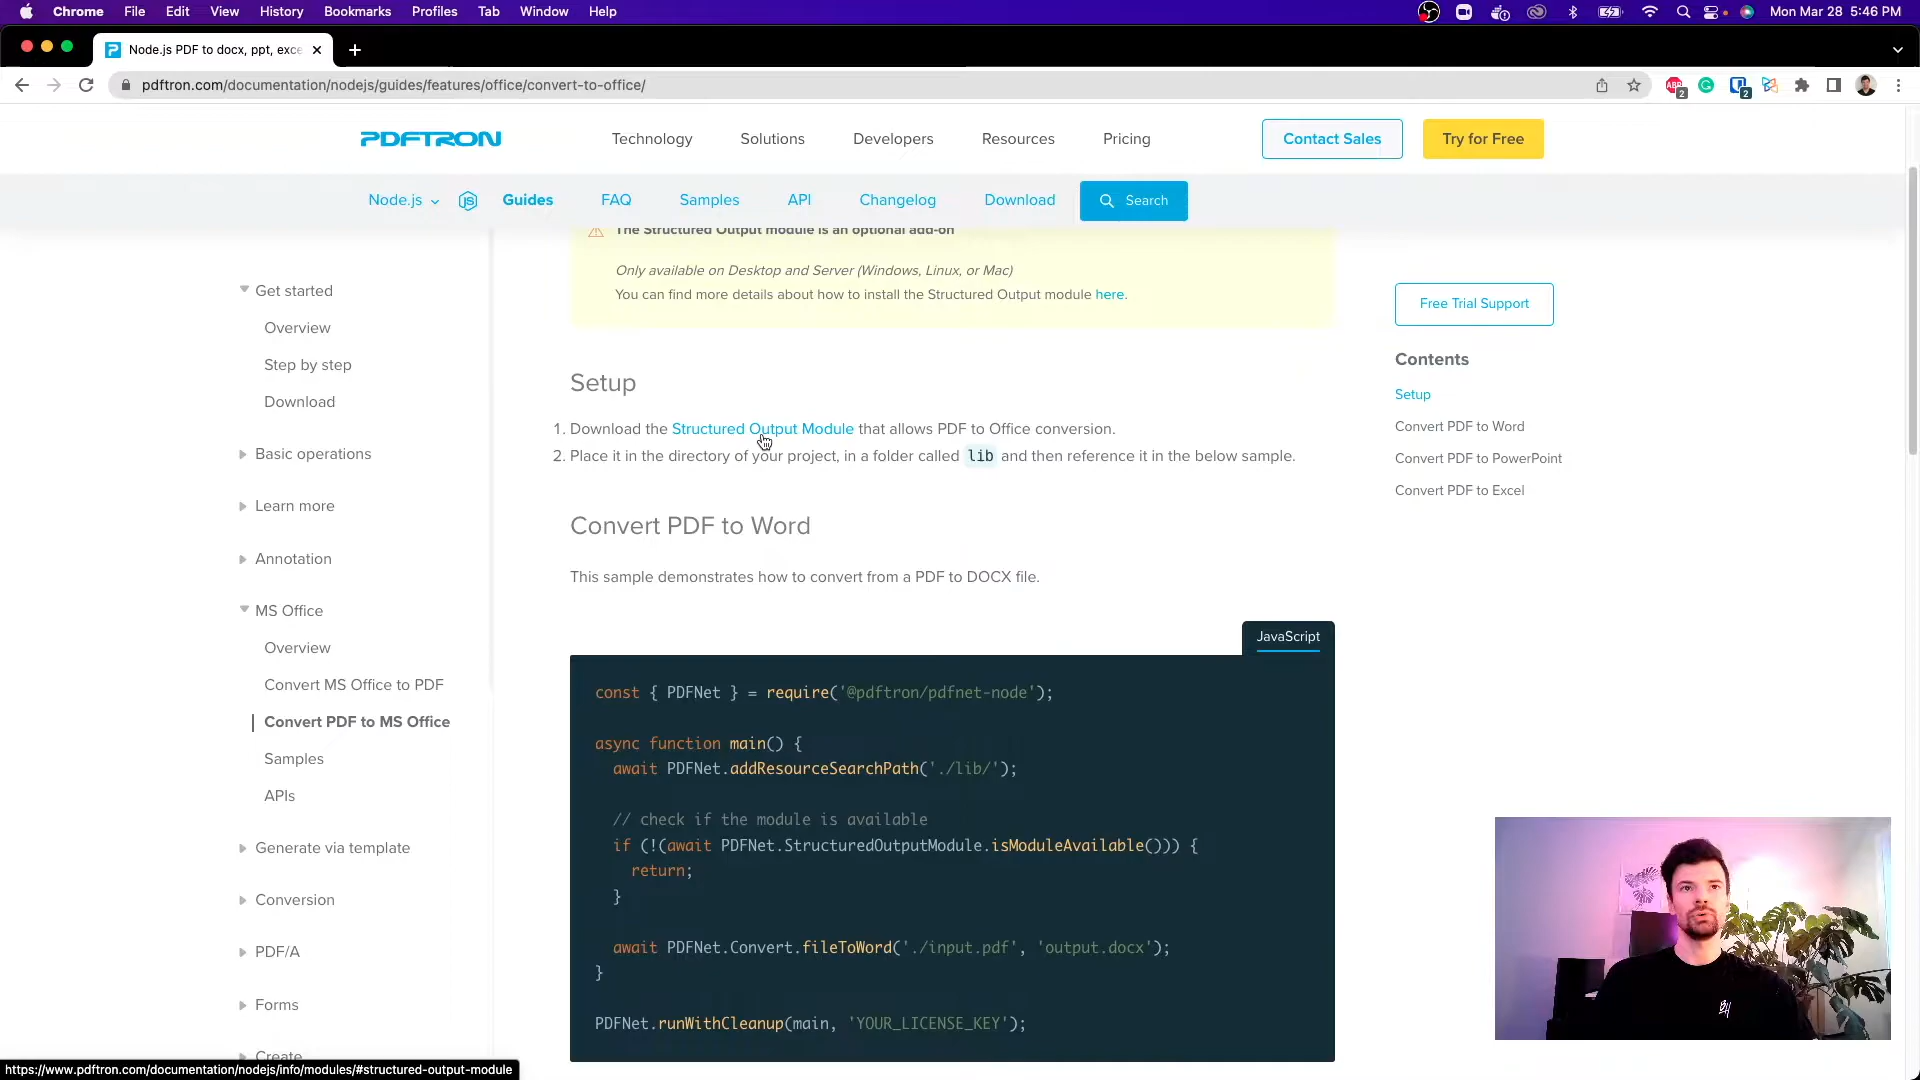 Chrome File Edit View History Bookmarks Profiles Tab Window Help Mon Mar 28 5:46 PM
Node.js PDF to docx, ppt, exce
pdftron.com/documentation/nodejs/guides/features/office/convert-to-office/
PDFTRON Technology Solutions Developers Resources Pricing Contact Sales Try for Free
Node.js Guides FAQ Samples API Changelog Download Search
Get started
Overview
Step by step
Download
Basic operations
Learn more
Annotation
MS Office
Overview
Convert MS Office to PDF
Convert PDF to MS Office
Samples
APIs
Generate via template
Conversion
PDF/A
Forms
Create
The Structured Output module is an optional add-on
Only available on Desktop and Server (Windows, Linux, or Mac)
You can find more details about how to install the Structured Output module here.
Setup
1. Download the Structured Output Module that allows PDF to Office conversion.
2. Place it in the directory of your project, in a folder called lib and then reference it in the below sample.
Convert PDF to Word
This sample demonstrates how to convert from a PDF to DOCX file.
JavaScript
const { PDFNet } = require('@pdftron/pdfnet-node');
async function main() {
await PDFNet.addResourceSearchPath('./lib/');
// check if the module is available
if (!(await PDFNet.StructuredOutputModule.isModuleAvailable())) {
return;
}
await PDFNet.Convert.fileToWord('./input.pdf', 'output.docx');
}
PDFNet.runWithCleanup(main, 'YOUR_LICENSE_KEY');
Free Trial Support
Contents
Setup
Convert PDF to Word
Convert PDF to PowerPoint
Convert PDF to Excel
https://www.pdftron.com/documentation/nodejs/info/modules/#structured-output-module